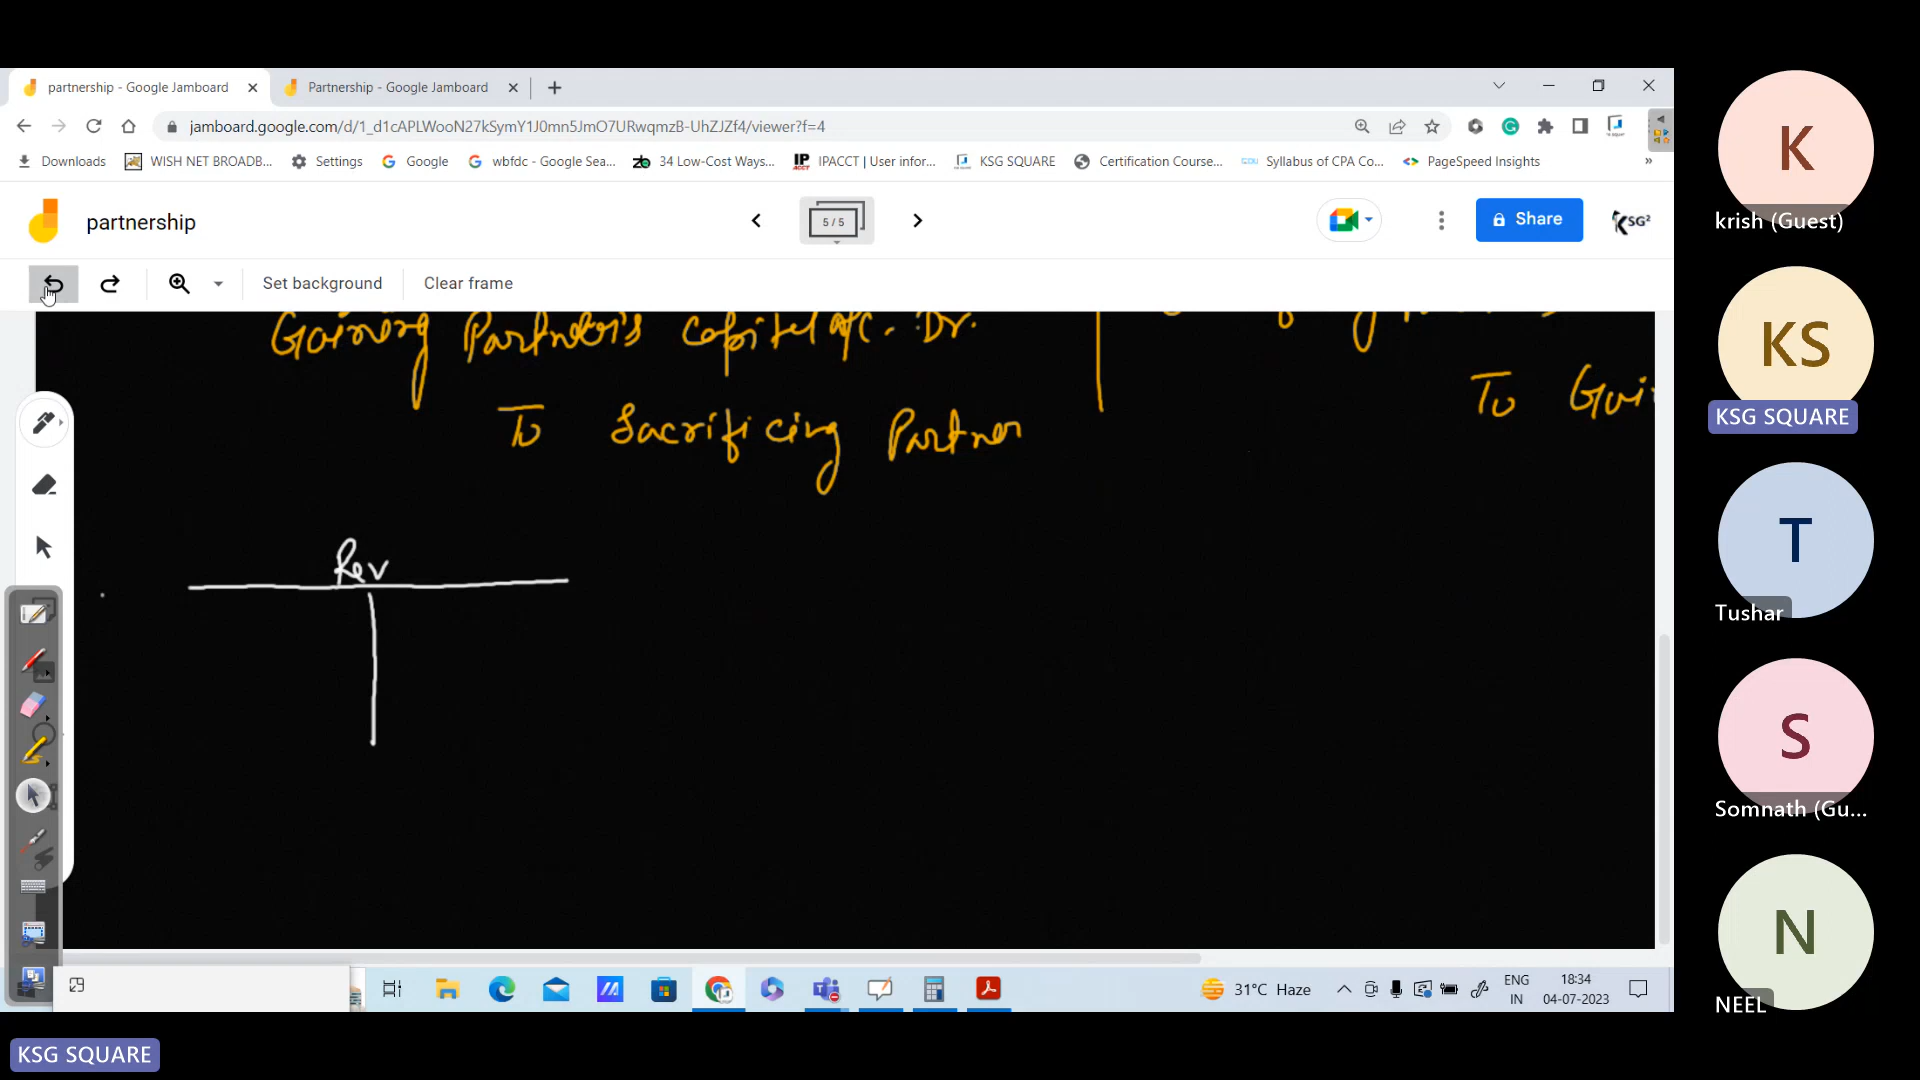 partnership - Google Jamboard
Partnership - Google Jamboard
jamboard.google.com/d/1_d1cAPLWooN27kSymY1J0mn5JmO7URwqmzB-UhZJZf4/viewer?f=4
Downloads
WISH NET BROADB...
Settings
Google
wbfdc - Google Sea...
34 Low-Cost Ways...
IPACCT | User infor...
KSG SQUARE
Certification Course...
Syllabus of CPA Co...
PageSpeed Insights
»
partnership
5 / 5
Share
KSG²
Set background
Clear frame
Gaining Partner's Capital A/c. Dr.
To Sacrificing Partner
To Gai
Rev
31°C Haze
ENG
IN
18:34
04-07-2023
K
krish (Guest)
KS
KSG SQUARE
T
Tushar
S
Somnath (Gu...
N
NEEL
KSG SQUARE